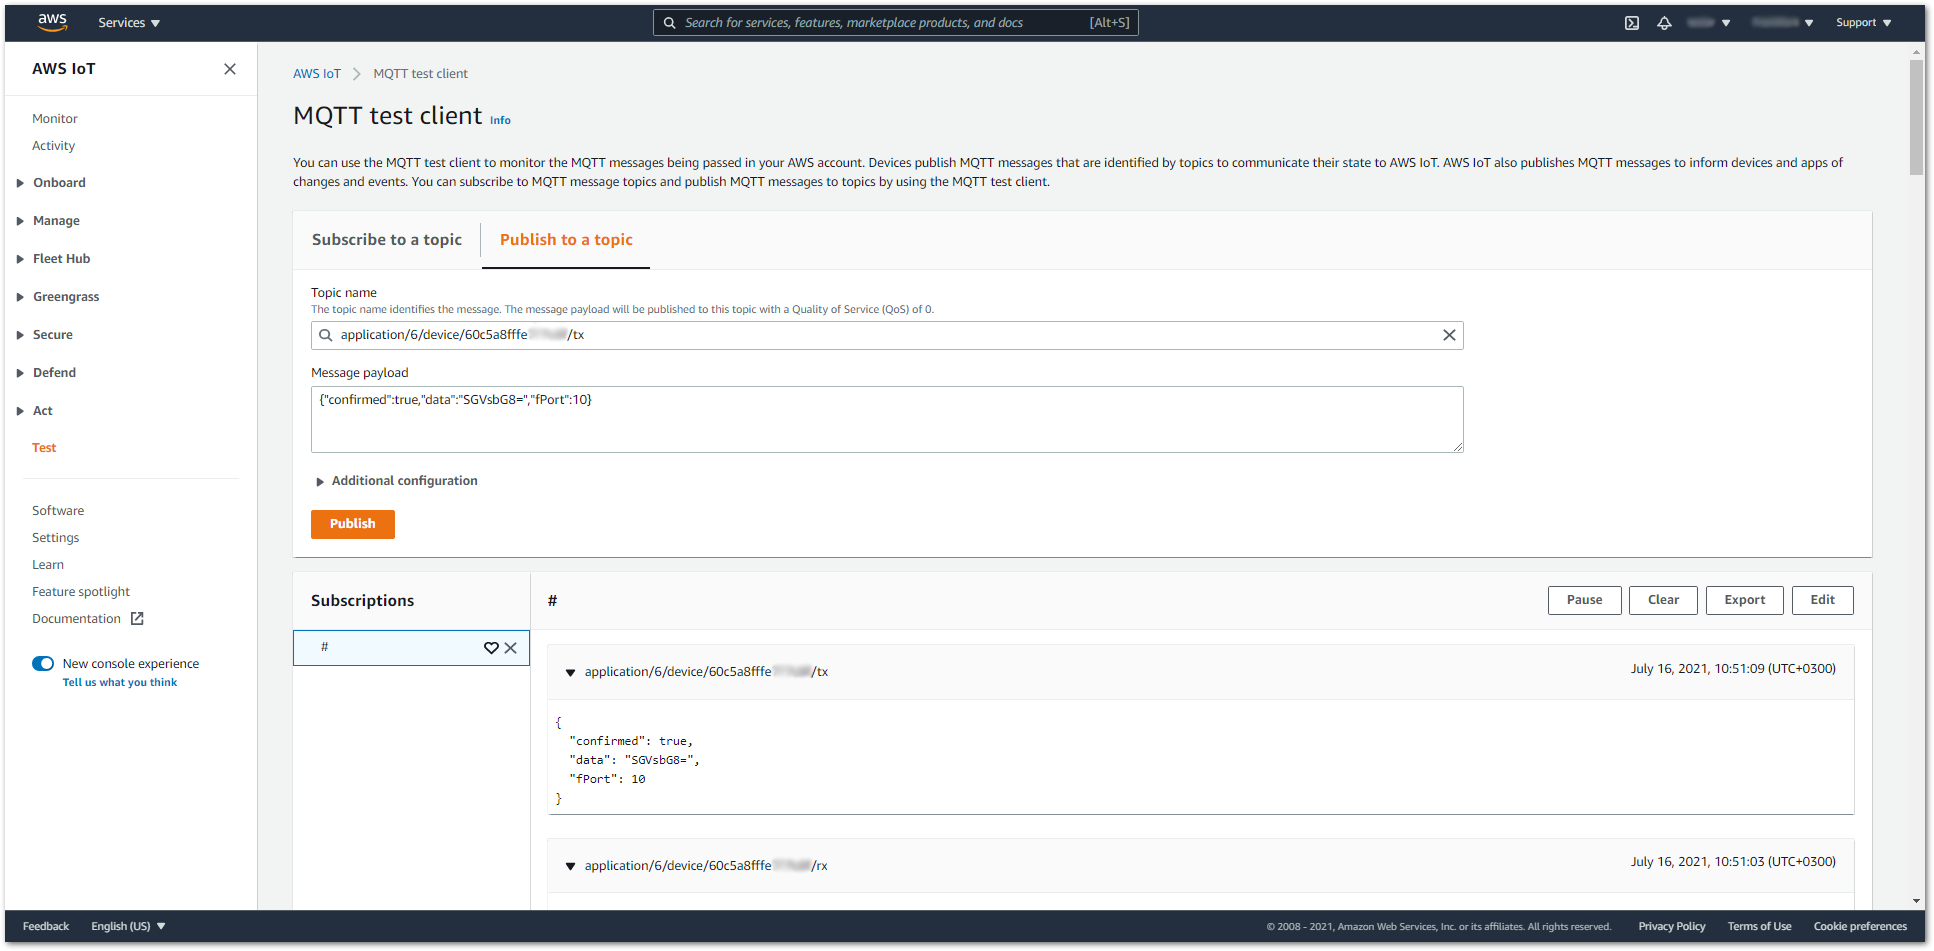 aws Services Search for services, features, marketplace products, and docs [Alt+S] Support
AWS IoT
Monitor
Activity
Onboard
Manage
Fleet Hub
Greengrass
Secure
Defend
Act
Test
Software
Settings
Learn
Feature spotlight
Documentation
New console experience
Tell us what you think
AWS IoT MQTT test client
MQTT test client Info
You can use the MQTT test client to monitor the MQTT messages being passed in your AWS account. Devices publish MQTT messages that are identified by topics to communicate their state to AWS IoT. AWS IoT also publishes MQTT messages to inform devices and apps of
changes and events. You can subscribe to MQTT message topics and publish MQTT messages to topics by using the MQTT test client.
Subscribe to a topic Publish to a topic
Topic name
The topic name identifies the message. The message payload will be published to this topic with a Quality of Service (QoS) of 0.
application/6/device/60c5a8fffe /tx
Message payload
{"confirmed":true,"data":"SGVsbG8=","fPort":10}
Additional configuration
Publish
Subscriptions
#
# Pause Clear Export Edit
application/6/device/60c5a8fffe /tx July 16, 2021, 10:51:09 (UTC+0300)
{
"confirmed": true,
"data": "SGVsbG8=",
"fPort": 10
}
application/6/device/60c5a8fffe /rx July 16, 2021, 10:51:03 (UTC+0300)
Feedback English (US) © 2008 - 2021, Amazon Web Services, Inc. or its affiliates. All rights reserved. Privacy Policy Terms of Use Cookie preferences